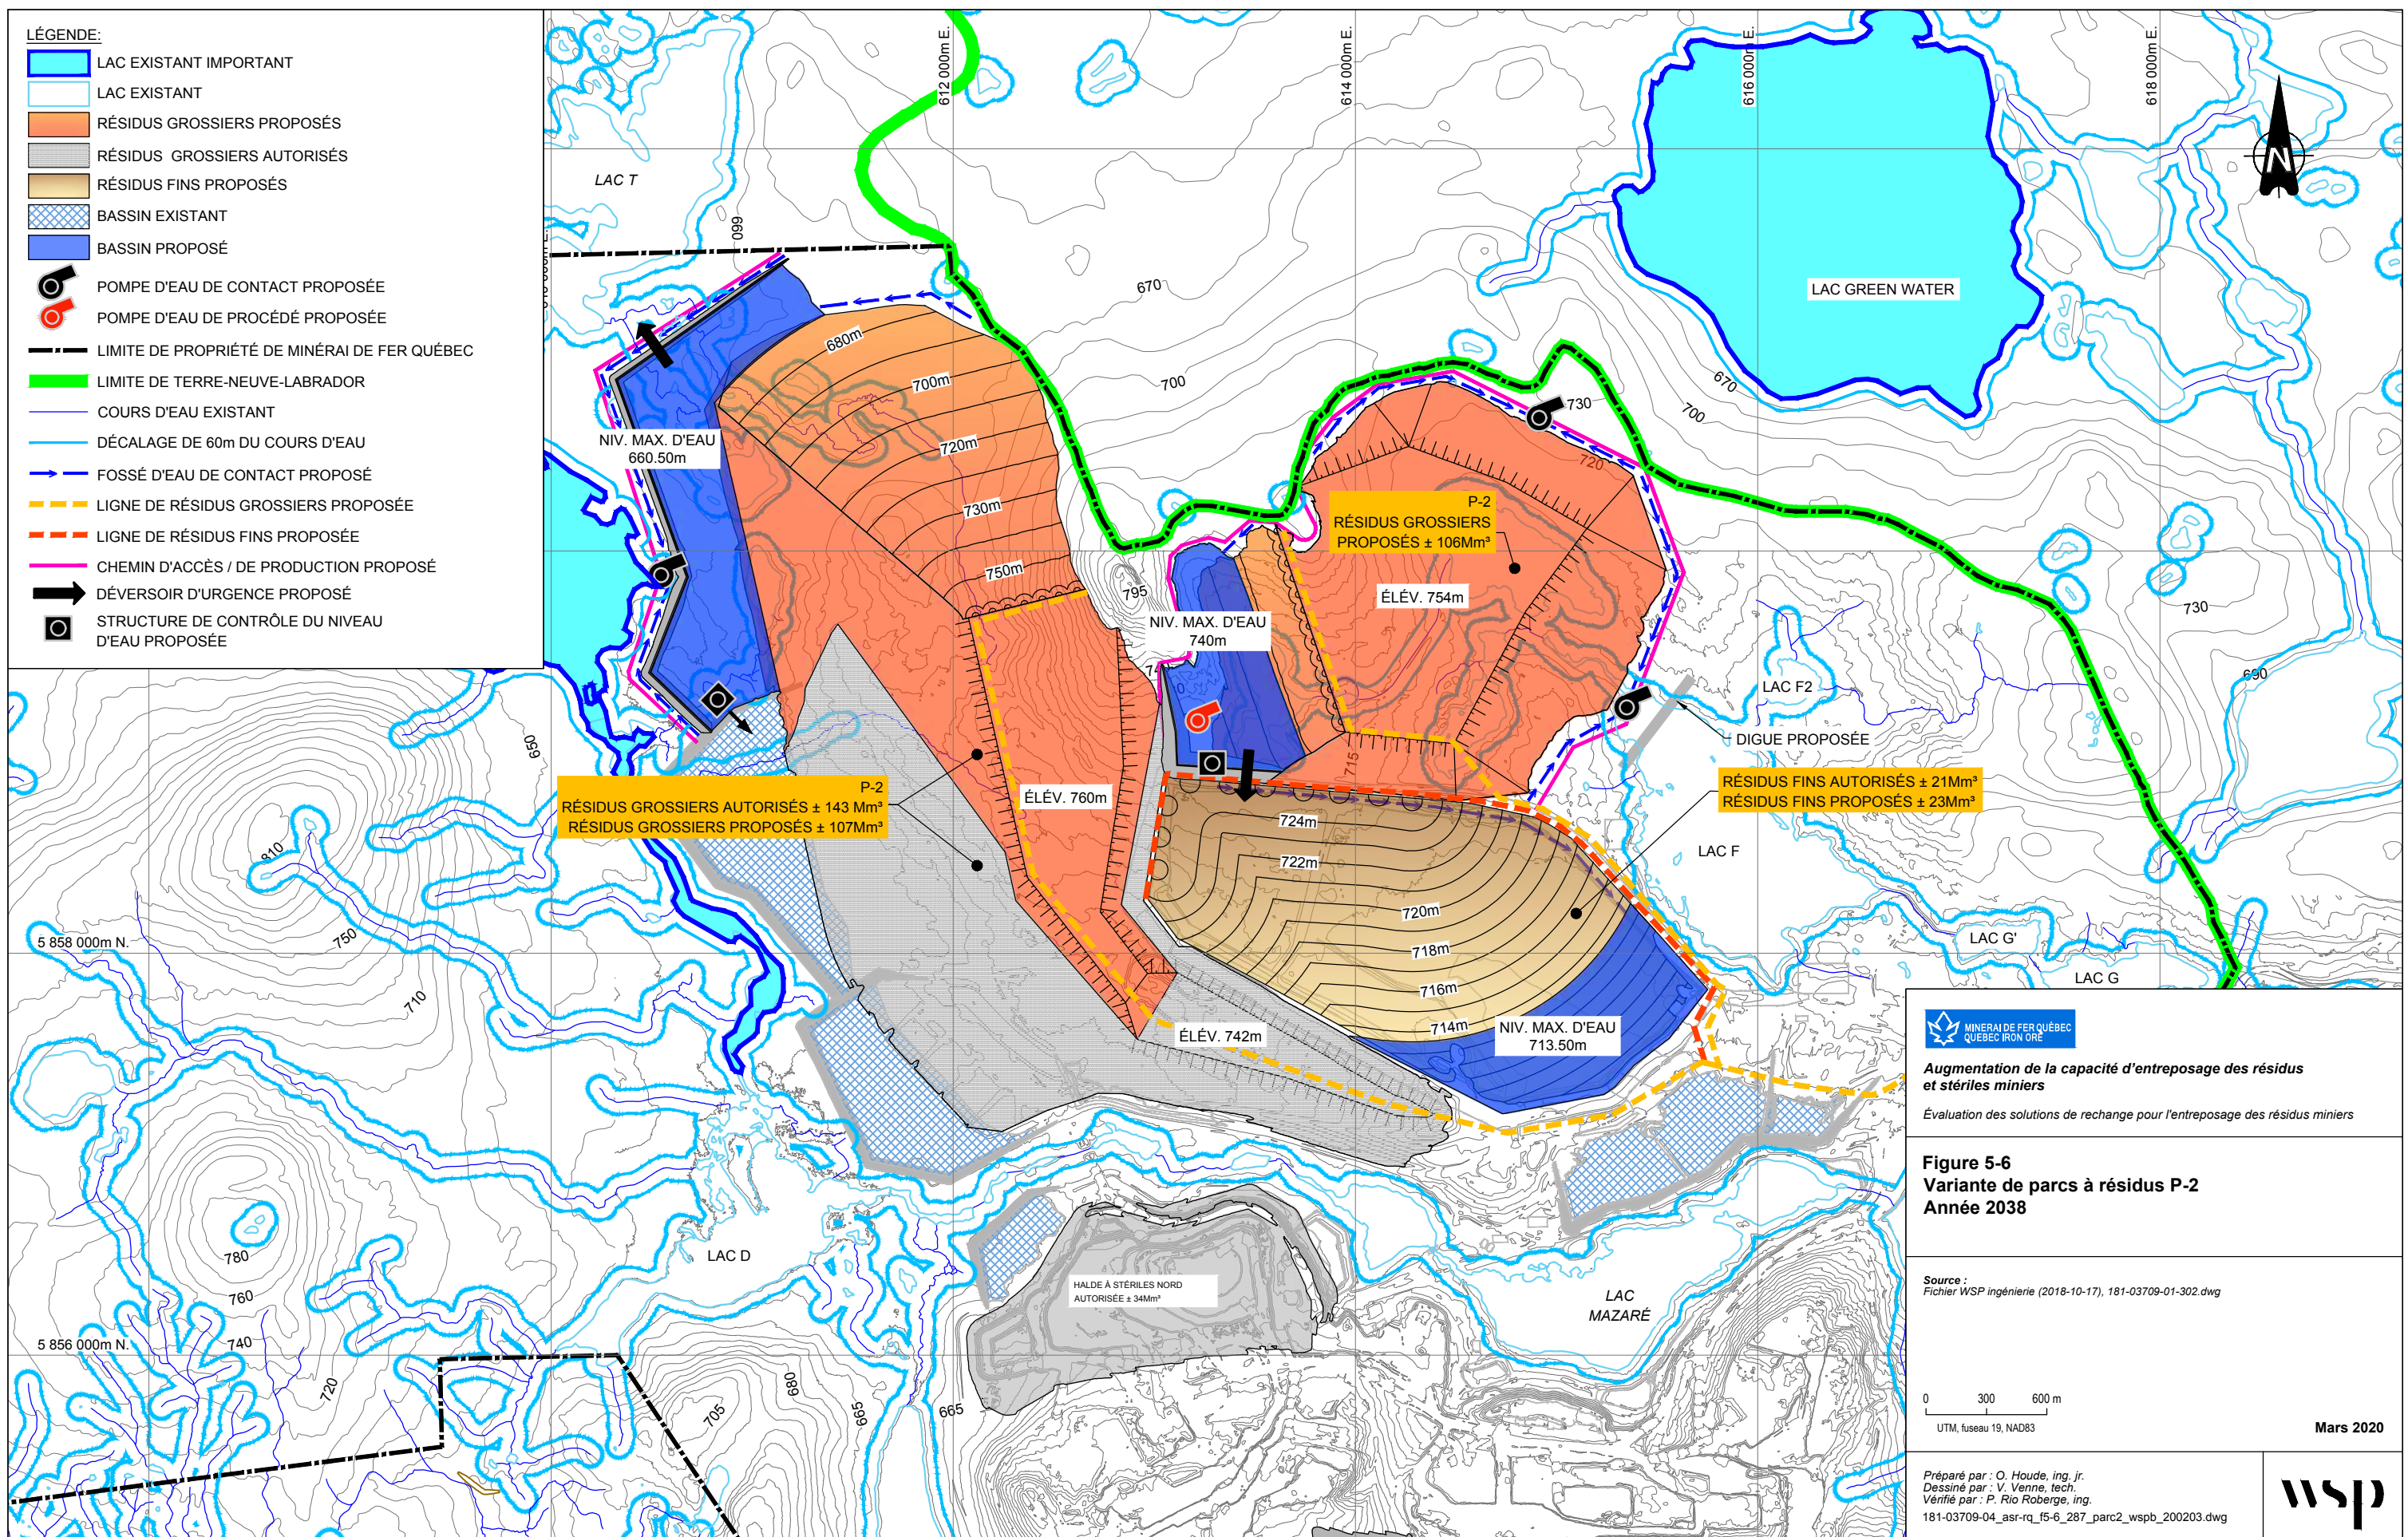 LÉGENDE:
LAC EXISTANT IMPORTANT
LAC EXISTANT
RÉSIDUS GROSSIERS PROPOSÉS
RÉSIDUS GROSSIERS AUTORISÉS
RÉSIDUS FINS PROPOSÉS
BASSIN EXISTANT
BASSIN PROPOSÉ
POMPE D'EAU DE CONTACT PROPOSÉE
POMPE D'EAU DE PROCÉDÉ PROPOSÉE
LIMITE DE PROPRIÉTÉ DE MINÉRAI DE FER QUÉBEC
LIMITE DE TERRE-NEUVE-LABRADOR
COURS D'EAU EXISTANT
DÉCALAGE DE 60m DU COURS D'EAU
FOSSÉ D'EAU DE CONTACT PROPOSÉ
LIGNE DE RÉSIDUS GROSSIERS PROPOSÉE
LIGNE DE RÉSIDUS FINS PROPOSÉE
CHEMIN D'ACCÈS / DE PRODUCTION PROPOSÉ
DÉVERSOIR D'URGENCE PROPOSÉ
STRUCTURE DE CONTRÔLE DU NIVEAU
D'EAU PROPOSÉE
612 000m E.
614 000m E.
616 000m E.
618 000m E.
N
LAC T
660
670
LAC GREEN WATER
680m
700m
720m
730m
750m
700
670
700
730
720
NIV. MAX. D'EAU
660.50m
P-2
RÉSIDUS GROSSIERS
PROPOSÉS ± 106Mm³
ÉLÉV. 754m
795
NIV. MAX. D'EAU
740m
730
690
LAC F2
DIGUE PROPOSÉE
650
715
P-2
RÉSIDUS GROSSIERS AUTORISÉS ± 143 Mm³
RÉSIDUS GROSSIERS PROPOSÉS ± 107Mm³
ÉLÉV. 760m
RÉSIDUS FINS AUTORISÉS ± 21Mm³
RÉSIDUS FINS PROPOSÉS ± 23Mm³
724m
722m
720m
718m
716m
714m
LAC F
810
750
710
5 858 000m N.
LAC G'
LAC G
ÉLÉV. 742m
NIV. MAX. D'EAU
713.50m
LAC D
780
760
740
720
5 856 000m N.
705
680
665
665
HALDE À STÉRILES NORD
AUTORISÉE ± 34Mm³
LAC
MAZARÉ
MINERAI DE FER QUÉBEC
QUEBEC IRON ORE
Augmentation de la capacité d'entreposage des résidus
et stériles miniers
Évaluation des solutions de rechange pour l'entreposage des résidus miniers
Figure 5-6
Variante de parcs à résidus P-2
Année 2038
Source :
Fichier WSP ingénierie (2018-10-17), 181-03709-01-302.dwg
0 300 600 m
UTM, fuseau 19, NAD83
Mars 2020
Préparé par : O. Houde, ing. jr.
Dessiné par : V. Venne, tech.
Vérifié par : P. Rio Roberge, ing.
181-03709-04_asr-rq_f5-6_287_parc2_wspb_200203.dwg
wsp